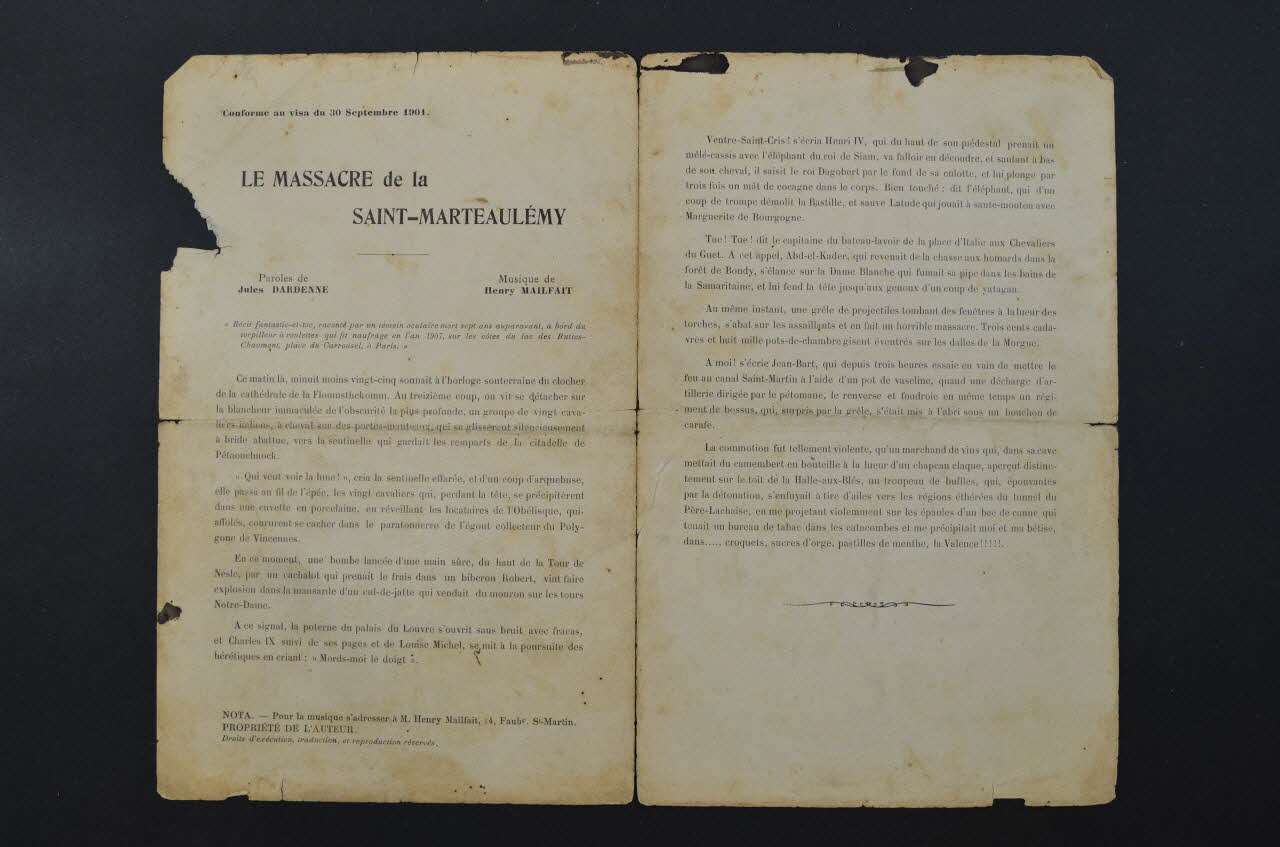 Conforme au visa du 30 Septembre 1901.
LE MASSACRE de la
SAINT-MARTEAULÉMY
Paroles de
Jules DARDENNE
Musique de
Henry MAILFAIT
« Récit fantastic-et-toc, raconté par un témoin oculaire mort sept ans auparavant, à bord du
torpilleur à roulettes qui fit naufrage en l'an 1907, sur les côtes du lac des Buttes-
Chaumont, place du Carrousel, à Paris. »
Ce matin là, minuit moins vingt-cinq sonnait à l'horloge souterraine du clocher
de la cathédrale de la Floumsthekomm. Au treizième coup, on vit se détacher sur
la blancheur immaculée de l'obscurité la plus profonde, un groupe de vingt cava-
liers italiens, à cheval sur des portes-manteaux, qui se glissèrent silencieusement
à bride abattue, vers la sentinelle qui gardait les remparts de la citadelle de
Pétaouchnock.
« Qui veut voir la lune ! », cria la sentinelle effarée, et d'un coup d'arquebuse,
elle passa au fil de l'épée, les vingt cavaliers qui, perdant la tête, se précipitèrent
dans une cuvette en porcelaine, en réveillant les locataires de l'Obélisque, qui,
affolés, coururent se cacher dans le paratonnerre de l'égout collecteur du Poly-
gone de Vincennes.
En ce moment, une bombe lancée d'une main sûre, du haut de la Tour de
Nesle, par un cachalot qui prenait le frais dans un biberon Robert, vint faire
explosion dans la mansarde d'un cul-de-jatte qui vendait du mouron sur les tours
Notre-Dame.
A ce signal, la poterne du palais du Louvre s'ouvrit sans bruit avec fracas,
et Charles IX suivi de ses pages et de Louise Michel, se mit à la poursuite des
hérétiques en criant : « Mords-moi le doigt ».
NOTA. — Pour la musique s'adresser à M. Henry Mailfait, 4, Faubg. St-Martin.
PROPRIÉTÉ DE L'AUTEUR.
Droits d'exécution, traduction, et reproduction réservés.
Ventre-Saint-Cris ! s'écria Henri IV, qui du haut de son piédestal prenait un
mêlé-cassis avec l'éléphant du roi de Siam, va falloir en découdre, et sautant à bas
de son cheval, il saisit le roi Dagobert par le fond de sa culotte, et lui plonge par
trois fois un mât de cocagne dans le corps. Bien touché : dit l'éléphant, qui d'un
coup de trompe démolit la Bastille, et sauve Latude qui jouait à saute-mouton avec
Marguerite de Bourgogne.
Tue ! Tue ! dit le capitaine du bateau-lavoir de la place d'Italie aux Chevaliers
du Guet. A cet appel, Abd-el-Kader, qui revenait de la chasse aux homards dans la
forêt de Bondy, s'élance sur la Dame Blanche qui fumait sa pipe dans les bains de
la Samaritaine, et lui fend la tête jusqu'aux genoux d'un coup de yatagan.
Au même instant, une grêle de projectiles tombant des fenêtres à la lueur des
torches, s'abat sur les assaillants et en fait un horrible massacre. Trois cents cada-
vres et huit mille pots-de-chambre gisent éventrés sur les dalles de la Morgue.
A moi ! s'écrie Jean-Bart, qui depuis trois heures essaie en vain de mettre le
feu au canal Saint-Martin à l'aide d'un pot de vaseline, quand une décharge d'ar-
tillerie dirigée par le pétomane, le renverse et foudroie en même temps un régi-
ment de bossus, qui, surpris par la grêle, s'était mis à l'abri sous un bouchon de
carafe.
La commotion fut tellement violente, qu'un marchand de vins qui, dans sa cave
mettait du camembert en bouteille à la lueur d'un chapeau claque, aperçut distinc-
tement sur le toit de la Halle-aux-Blés, un troupeau de buffles, qui, épouvantés
par la détonation, s'enfuyait à tire d'ailes vers les régions éthérées du tunnel du
Père-Lachaise, en me projetant violemment sur les épaules d'un bec de canne qui
tenait un bureau de tabac dans les catacombes et me précipitait moi et ma bêtise,
dans....., croquets, sucres d'orge, pastilles de menthe, la Valence !!!!!.